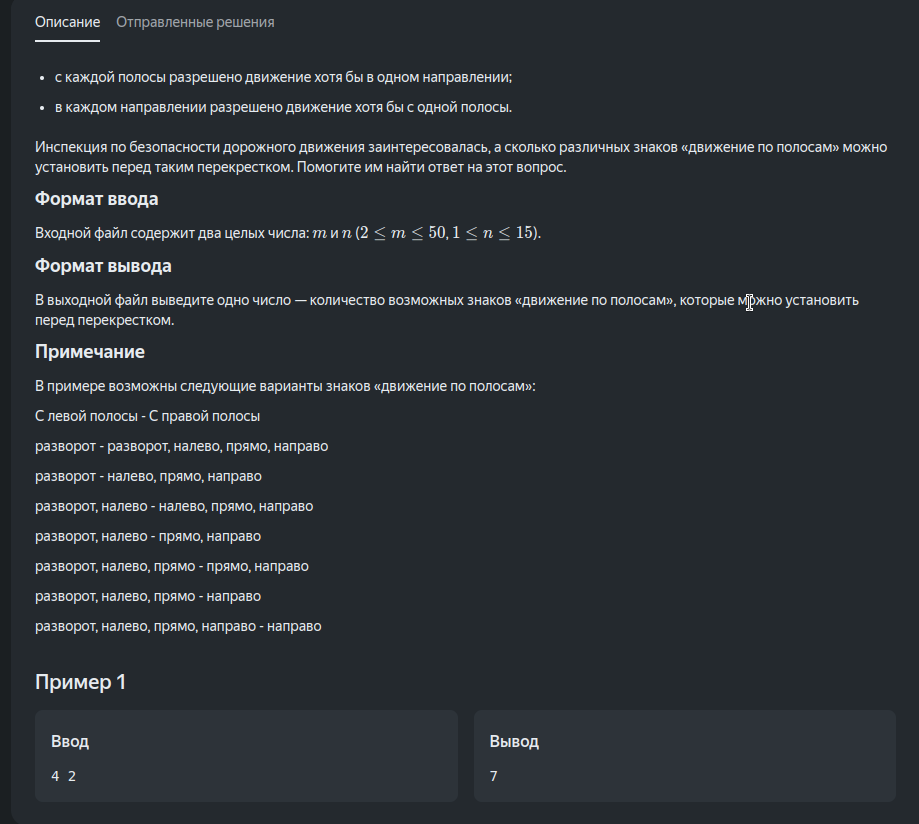 Описание Отправленные решения
• с каждой полосы разрешено движение хотя бы в одном направлении;
• в каждом направлении разрешено движение хотя бы с одной полосы.
Инспекция по безопасности дорожного движения заинтересовалась, а сколько различных знаков «движение по полосам» можно
установить перед таким перекрестком. Помогите им найти ответ на этот вопрос.
Формат ввода
Входной файл содержит два целых числа: m и n (2 ≤ m ≤ 50, 1 ≤ n ≤ 15).
Формат вывода
В выходной файл выведите одно число — количество возможных знаков «движение по полосам», которые можно установить
перед перекрестком.
Примечание
В примере возможны следующие варианты знаков «движение по полосам»:
С левой полосы - С правой полосы
разворот - разворот, налево, прямо, направо
разворот - налево, прямо, направо
разворот, налево - налево, прямо, направо
разворот, налево - прямо, направо
разворот, налево, прямо - прямо, направо
разворот, налево, прямо - направо
разворот, налево, прямо, направо - направо
Пример 1
Ввод Вывод
4 2 7